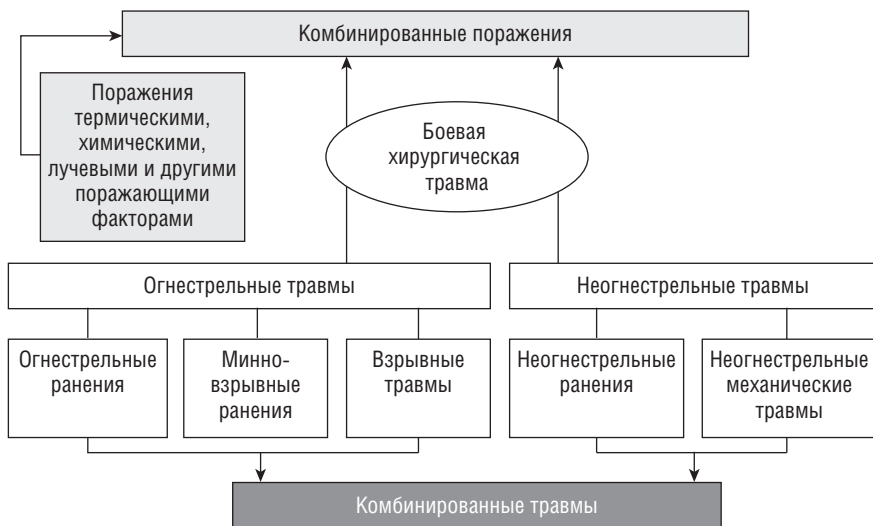 Комбинированные поражения
Поражения
термическими,
химическими,
лучевыми и другими
поражающими
факторами
Боевая
хирургическая
травма
Огнестрельные травмы
Неогнестрельные травмы
Огнестрельные
ранения
Минно-
взрывные
ранения
Взрывные
травмы
Неогнестрельные
ранения
Неогнестрельные
механические
травмы
Комбинированные травмы